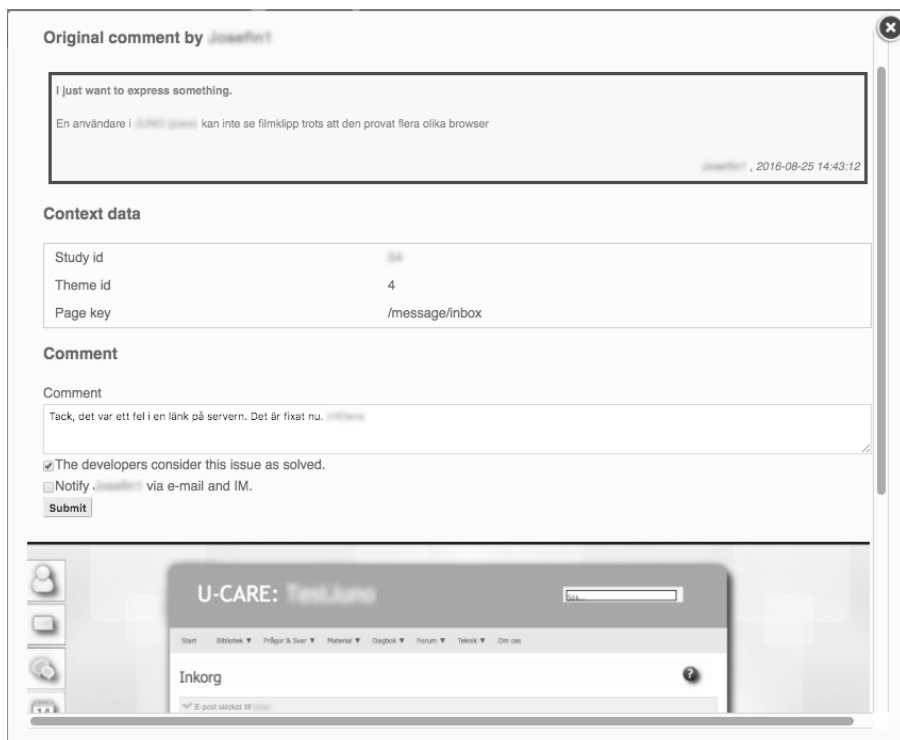 Original comment by
I just want to express something.
En användare i kan inte se filmklipp trots att den provat flera olika browser
, 2016-08-25 14:43:12
Context data
Study id
Theme id 4
Page key /message/inbox
Comment
Comment
Tack, det var ett fel i en länk på servern. Det är fixat nu.
The developers consider this issue as solved.
Notify via e-mail and IM.
Submit
U-CARE:
Sök...
Start Bibliotek ▼ Frågor & Svar ▼ Material ▼ Dagbok ▼ Forum ▼ Teknik ▼ Om oss
Inkorg ?
E-post skickat till
14